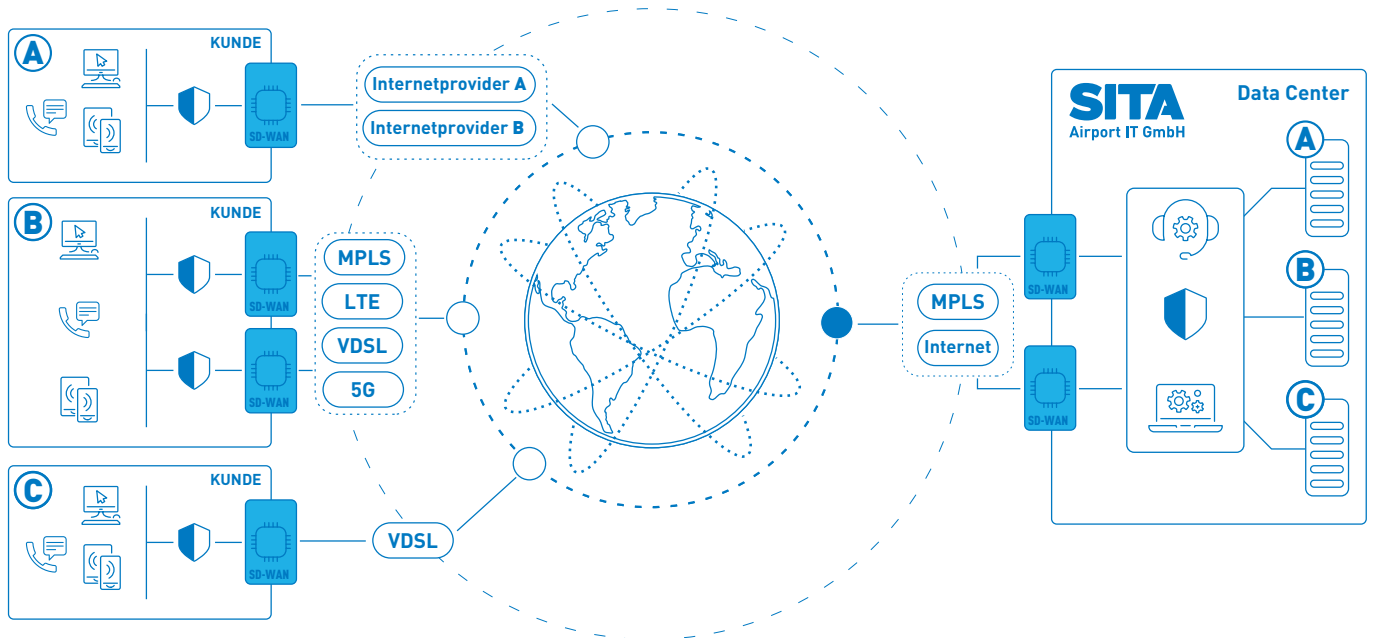 A
KUNDE
SD-WAN
Internetprovider A
Internetprovider B
B
KUNDE
SD-WAN
SD-WAN
MPLS
LTE
VDSL
5G
C
KUNDE
SD-WAN
VDSL
MPLS
Internet
SD-WAN
SD-WAN
SITA
Airport IT GmbH
Data Center
A
B
C